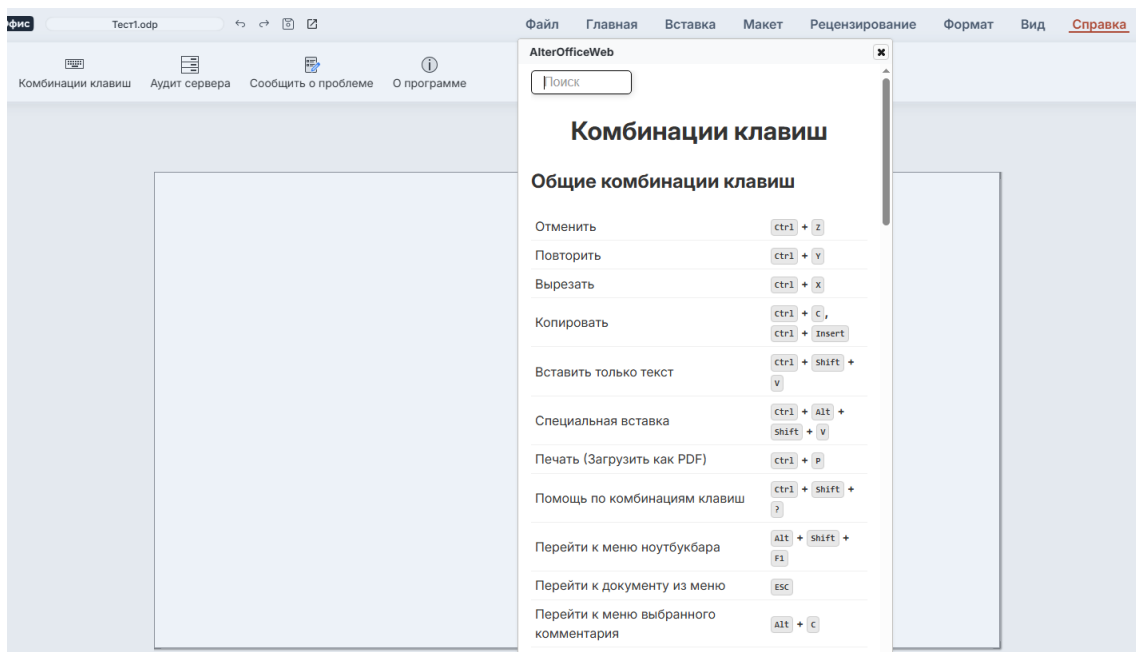 фис Тест1.odp Файл Главная Вставка Макет Рецензирование Формат Вид Справка
Комбинации клавиш Аудит сервера Сообщить о проблеме О программе
AlterOfficeWeb
Поиск
Комбинации клавиш
Общие комбинации клавиш
Отменить Ctrl + Z
Повторить Ctrl + Y
Вырезать Ctrl + X
Копировать Ctrl + C,
Ctrl + Insert
Вставить только текст Ctrl + Shift +
V
Специальная вставка Ctrl + Alt +
Shift + V
Печать (Загрузить как PDF) Ctrl + P
Помощь по комбинациям клавиш Ctrl + Shift +
?
Перейти к меню ноутбукбара Alt + Shift +
F1
Перейти к документу из меню ESC
Перейти к меню выбранного
комментария Alt + C